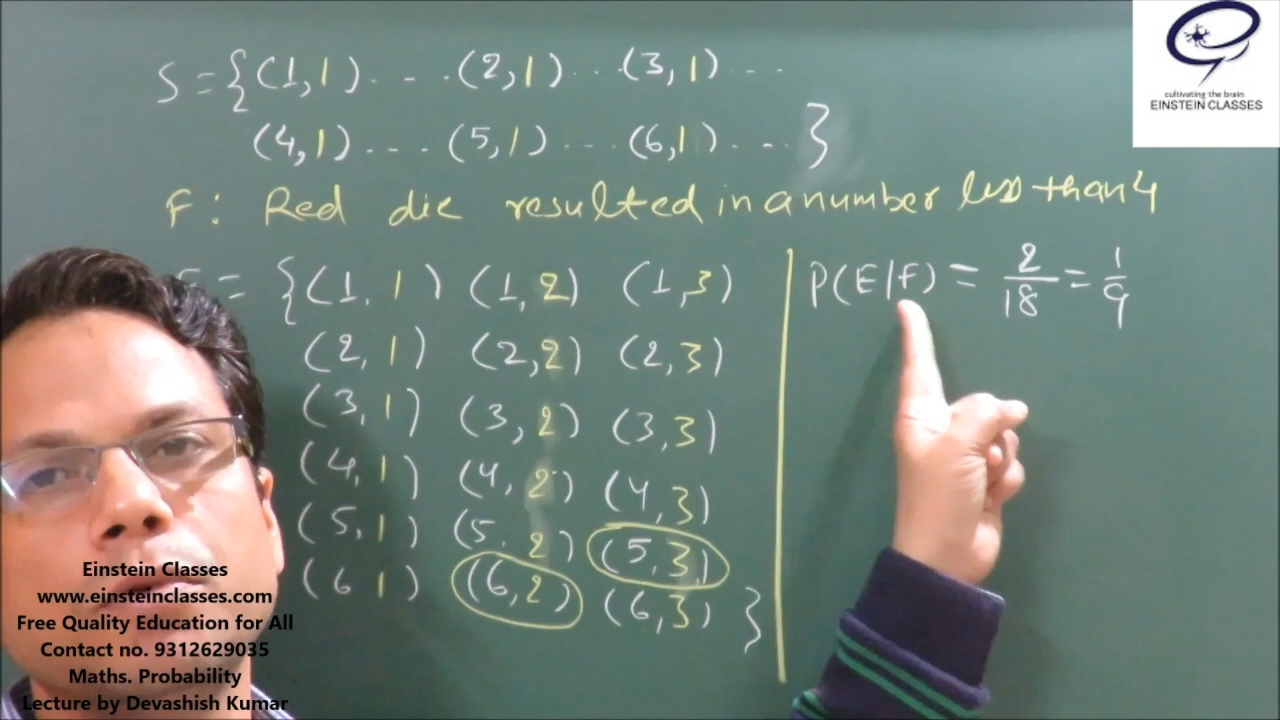 S = {(1,1) .... (2,1) ... (3,1) ...
(4,1) .... (5,1) ... (6,1) .... }
F : Red die resulted in a number less than 4
F = {(1,1) (1,2) (1,3)
(2,1) (2,2) (2,3)
(3,1) (3,2) (3,3)
(4,1) (4,2) (4,3)
(5,1) (5,2) (5,3)
(6 1) (6,2) (6,3) }
P(E|F) = 2/18 = 1/9
cultivating the brain
EINSTEIN CLASSES
Einstein Classes
www.einsteinclasses.com
Free Quality Education for All
Contact no. 9312629035
Maths. Probability
Lecture by Devashish Kumar